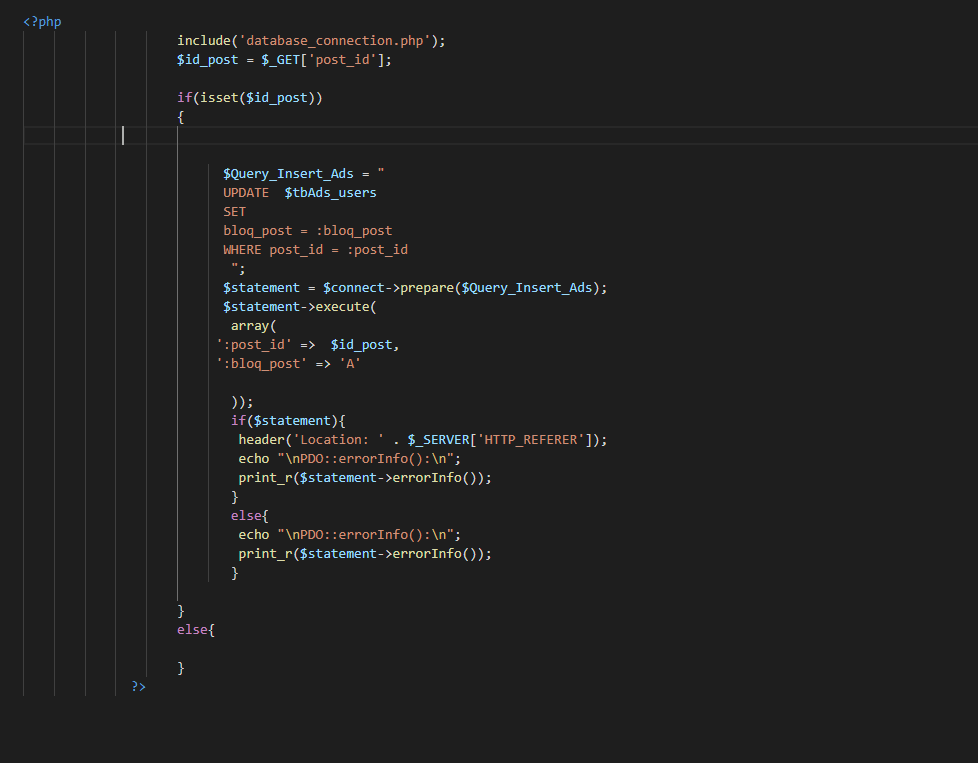 <?php
include('database_connection.php');
$id_post = $_GET['post_id'];
if(isset($id_post))
{
$Query_Insert_Ads = "
UPDATE  $tbAds_users
SET
bloq_post = :bloq_post
WHERE post_id = :post_id
";
$statement = $connect->prepare($Query_Insert_Ads);
$statement->execute(
array(
':post_id' =>  $id_post,
':bloq_post' => 'A'
));
if($statement){
header('Location: ' . $_SERVER['HTTP_REFERER']);
echo "\nPDO::errorInfo():\n";
print_r($statement->errorInfo());
}
else{
echo "\nPDO::errorInfo():\n";
print_r($statement->errorInfo());
}
}
else{
}
?>